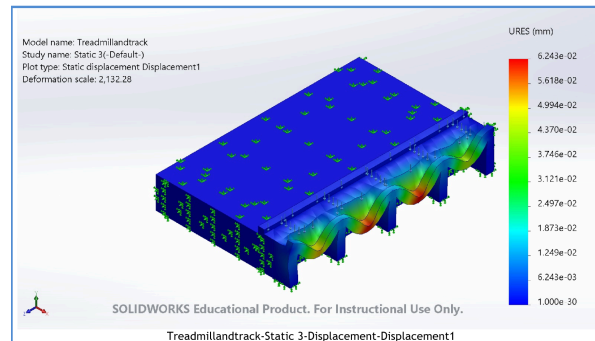 Model name: Treadmillandtrack
Study name: Static 3(-Default-)
Plot type: Static displacement Displacement1
Deformation scale: 2,132.28
URES (mm)
6.243e-02
5.618e-02
4.994e-02
4.370e-02
3.746e-02
3.121e-02
2.497e-02
1.873e-02
1.249e-02
6.243e-03
1.000e 30
SOLIDWORKS Educational Product. For Instructional Use Only.
Treadmillandtrack-Static 3-Displacement-Displacement1